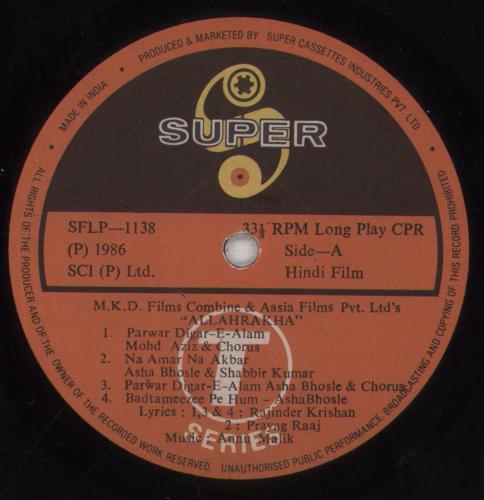 MADE IN INDIA • PRODUCED & MARKETED BY SUPER CASSETTES INDUSTRIES PVT. LTD. •
SUPER
SFLP—1138
33⅓ RPM Long Play CPR
(P) 1986
Side—A
SCI (P) Ltd.
Hindi Film
M.K.D. Films Combine & Aasia Films Pvt. Ltd's
"ALLAHRAKHA"
1. Parwar Digar-E-Alam
Mohd Aziz & Chorus
2. Na Amar Na Akbar
Asha Bhosle & Shabbir Kumar
3. Parwar Digar-E-Alam Asha Bhosle & Chorus
4. Badtameezee Pe Hum - AshaBhosle
Lyrics : 1,3 & 4 : Rajinder Krishan
2 : Prayag Raaj
Music : Annu Malik
T
SERIES
ALL RIGHTS OF THE PRODUCER AND OF THE OWNER OF THE RECORDED WORK RESERVED. UNAUTHORISED PUBLIC PERFORMANCE, BROADCASTING AND COPYING OF THIS RECORD PROHIBITED